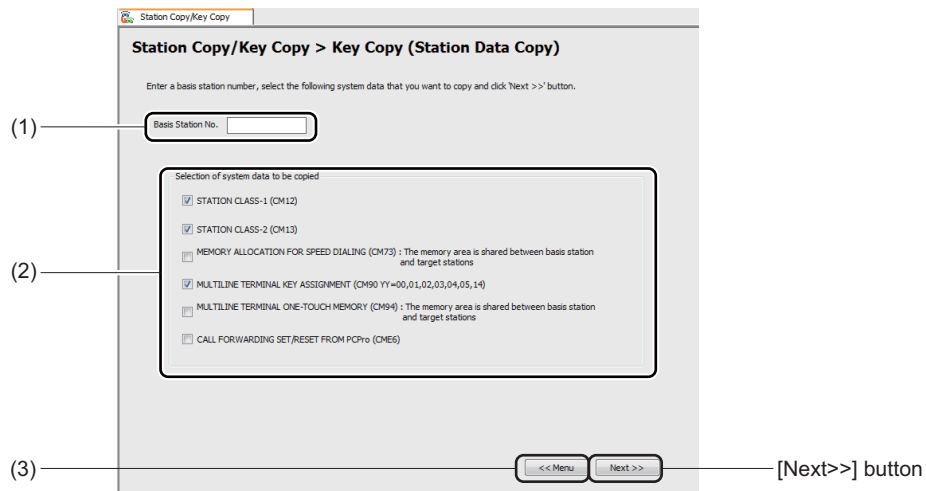 Station Copy/Key Copy
Station Copy/Key Copy > Key Copy (Station Data Copy)
Enter a basis station number, select the following system data that you want to copy and click 'Next >>' button.
(1)
Basis Station No.
Selection of system data to be copied
STATION CLASS-1 (CM12)
STATION CLASS-2 (CM13)
MEMORY ALLOCATION FOR SPEED DIALING (CM73) : The memory area is shared between basis station
and target stations
(2)
MULTILINE TERMINAL KEY ASSIGNMENT (CM90 YY=00,01,02,03,04,05,14)
MULTILINE TERMINAL ONE-TOUCH MEMORY (CM94) : The memory area is shared between basis station
and target stations
CALL FORWARDING SET/RESET FROM PCPro (CME6)
(3)
<< Menu
Next >>
[Next>>] button